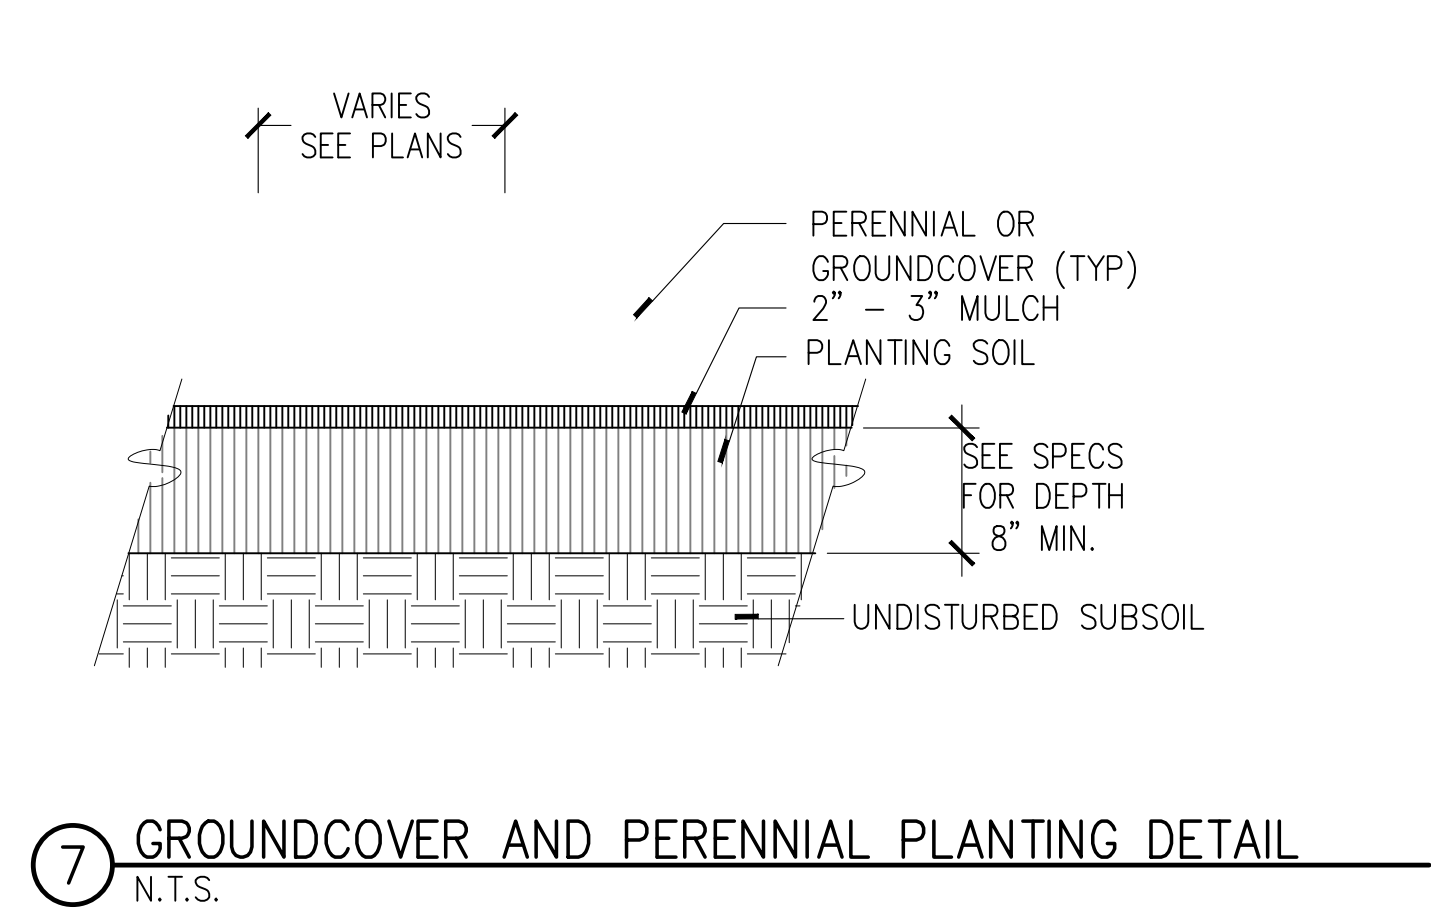 VARIES
SEE PLANS
PERENNIAL OR
GROUNDCOVER (TYP)
2” – 3” MULCH
PLANTING SOIL
SEE SPECS
FOR DEPTH
8” MIN.
UNDISTURBED SUBSOIL
7
GROUNDCOVER AND PERENNIAL PLANTING DETAIL
N.T.S.